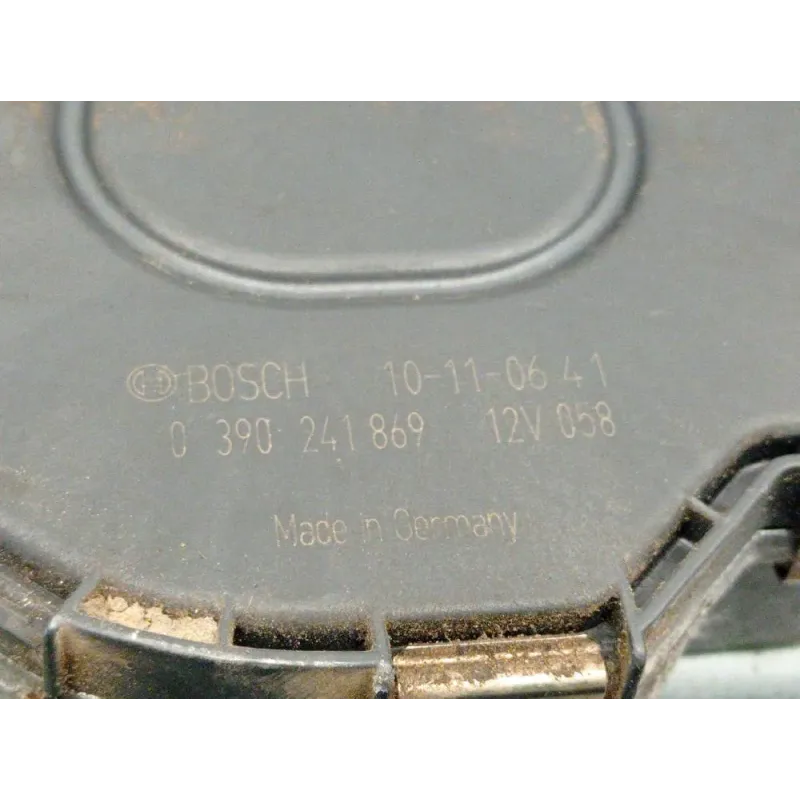 BOSCH 10-11-06 41
0 390 241 869 12V 058
Made in Germany